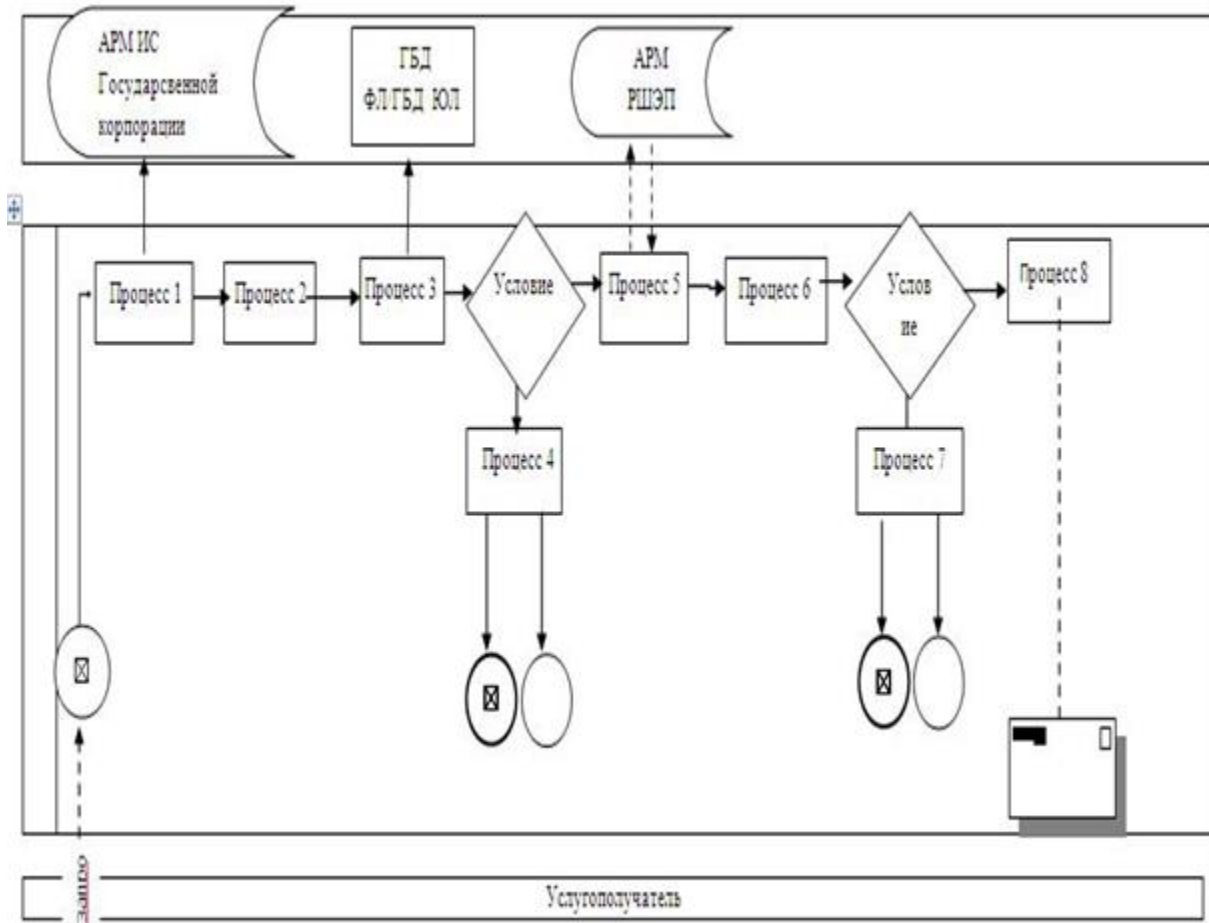 АРМ ИС
Государсвенной
корпорации
ГБД
ФЛ/ГБД ЮЛ
АРМ
РШЭП
Процесс 1
Процесс 2
Процесс 3
Условие
Процесс 5
Процесс 6
Услов
ие
Процесс 8
Процесс 4
Процесс 7
запро
Услугополучатель